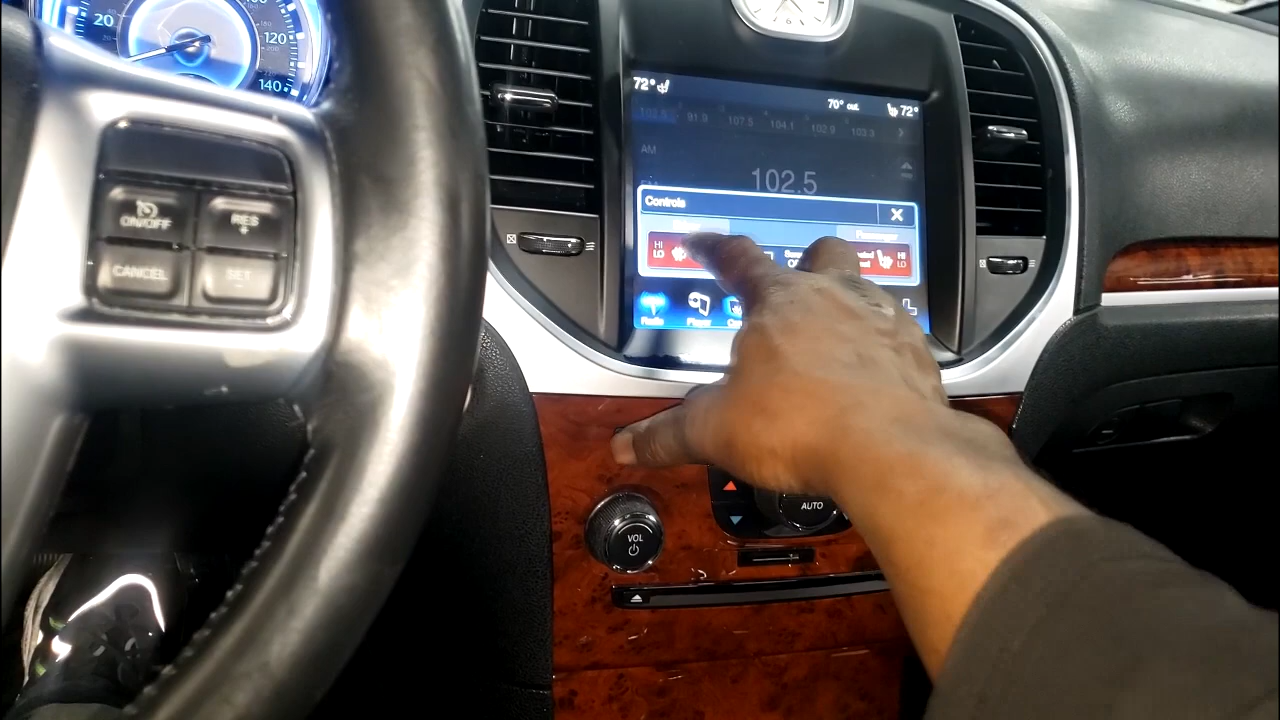 20
120
140
ON/OFF
RES
+
CANCEL
SET
-
72°
70° out
72°
102.5
91.9
107.5
104.1
102.9
103.3
AM
102.5
Controls
X
HI
LO
Passenger
HI
LO
Radio
Player
VOL
AUTO